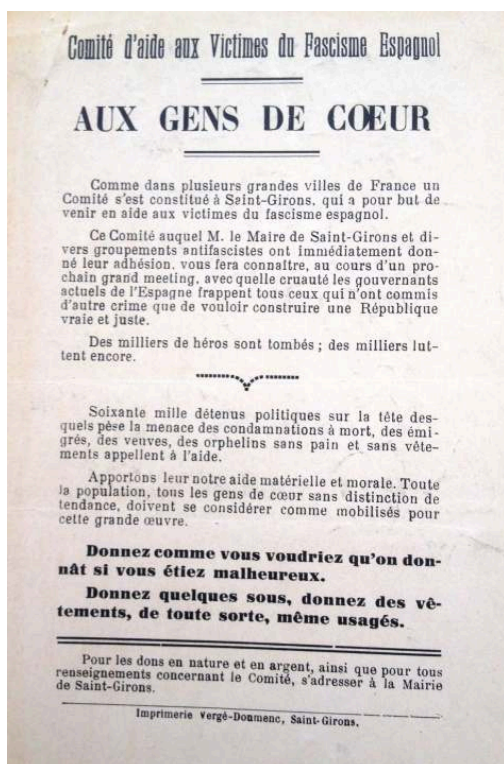 Comité d'aide aux Victimes du Fascisme Espagnol
AUX GENS DE CŒUR
Comme dans plusieurs grandes villes de France un
Comité s'est constitué à Saint-Girons, qui a pour but de
venir en aide aux victimes du fascisme espagnol.
Ce Comité auquel M. le Maire de Saint-Girons et di-
vers groupements antifascistes ont immédiatement don-
né leur adhésion, vous fera connaître, au cours d'un pro-
chain grand meeting, avec quelle cruauté les gouvernants
actuels de l'Espagne frappent tous ceux qui n'ont commis
d'autre crime que de vouloir construire une République
vraie et juste.
Des milliers de héros sont tombés ; des milliers lut-
tent encore.
Soixante mille détenus politiques sur la tête des-
quels pèse la menace des condamnations à mort, des émi-
grés, des veuves, des orphelins sans pain et sans vête-
ments appellent à l'aide.
Apportons leur notre aide matérielle et morale. Toute
la population, tous les gens de cœur sans distinction de
tendance, doivent se considérer comme mobilisés pour
cette grande œuvre.
Donnez comme vous voudriez qu'on don-
nât si vous étiez malheureux.
Donnez quelques sous, donnez des vê-
tements, de toute sorte, même usagés.
Pour les dons en nature et en argent, ainsi que pour tous
renseignements concernant le Comité, s'adresser à la Mairie
de Saint-Girons.
Imprimerie Vergé-Doumenc, Saint-Girons.